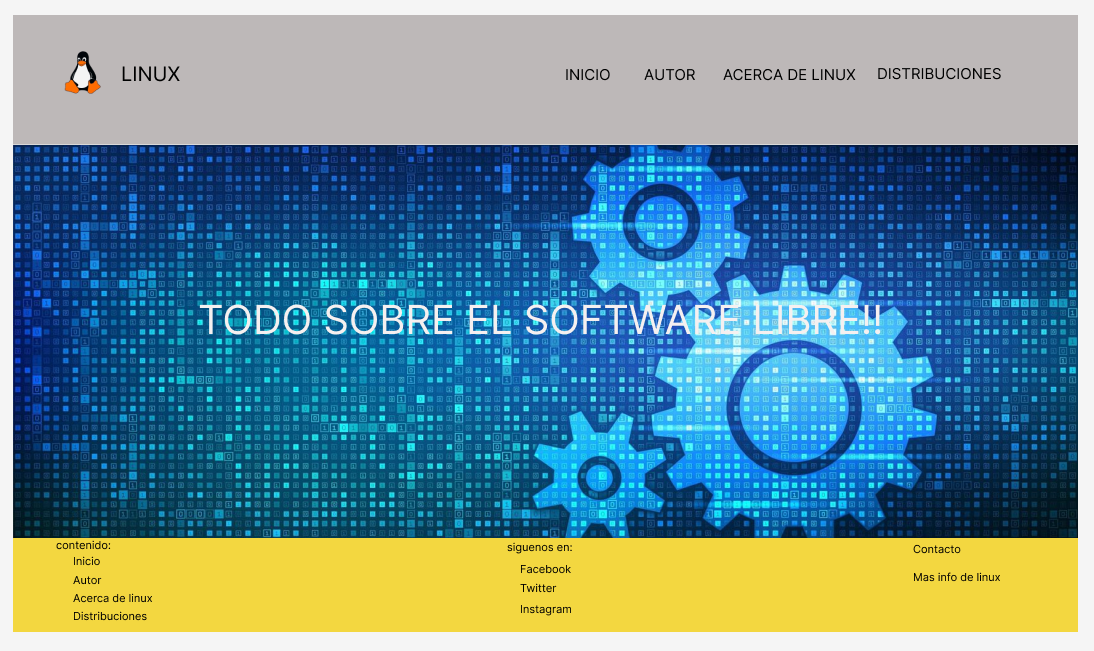 LINUX
INICIO AUTOR ACERCA DE LINUX DISTRIBUCIONES
TODO SOBRE EL SOFTWARE LIBRE!!
contenido:
Inicio
Autor
Acerca de linux
Distribuciones
siguenos en:
Facebook
Twitter
Instagram
Contacto
Mas info de linux